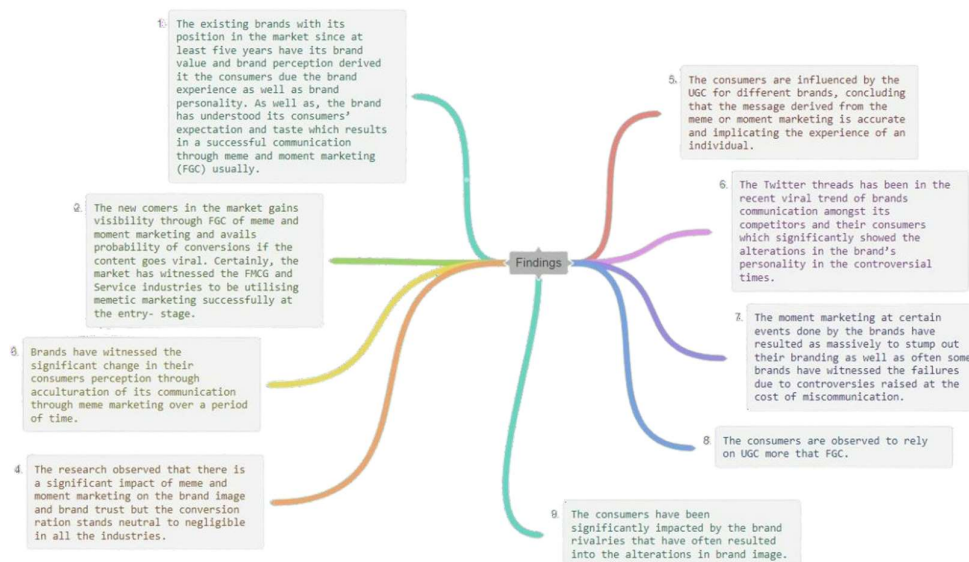 1.
The existing brands with its
position in the market since at
least five years have its brand
value and brand perception derived
it the consumers due the brand
experience as well as brand
personality. As well as, the brand
has understood its consumers'
expectation and taste which results
in a successful communication
through meme and moment marketing
(FGC) usually.
2.
The new comers in the market gains
visibility through FGC of meme and
moment marketing and avails
probability of conversions if the
content goes viral. Certainly, the
market has witnessed the FMCG and
Service industries to be utilising
memetic marketing successfully at
the entry- stage.
3.
Brands have witnessed the
significant change in their
consumers perception through
acculturation of its communication
through meme marketing over a period
of time.
4.
The research observed that there is
a significant impact of meme and
moment marketing on the brand image
and brand trust but the conversion
ration stands neutral to negligible
in all the industries.
Findings
5.
The consumers are influenced by the
UGC for different brands, concluding
that the message derived from the
meme or moment marketing is accurate
and implicating the experience of an
individual.
6.
The Twitter threads has been in the
recent viral trend of brands
communication amongst its
competitors and their consumers
which significantly showed the
alterations in the brand's
personality in the controversial
times.
7.
The moment marketing at certain
events done by the brands have
resulted as massively to stump out
their branding as well as often some
brands have witnessed the failures
due to controversies raised at the
cost of miscommunication.
8.
The consumers are observed to rely
on UGC more that FGC.
9.
The consumers have been
significantly impacted by the brand
rivalries that have often resulted
into the alterations in brand image.